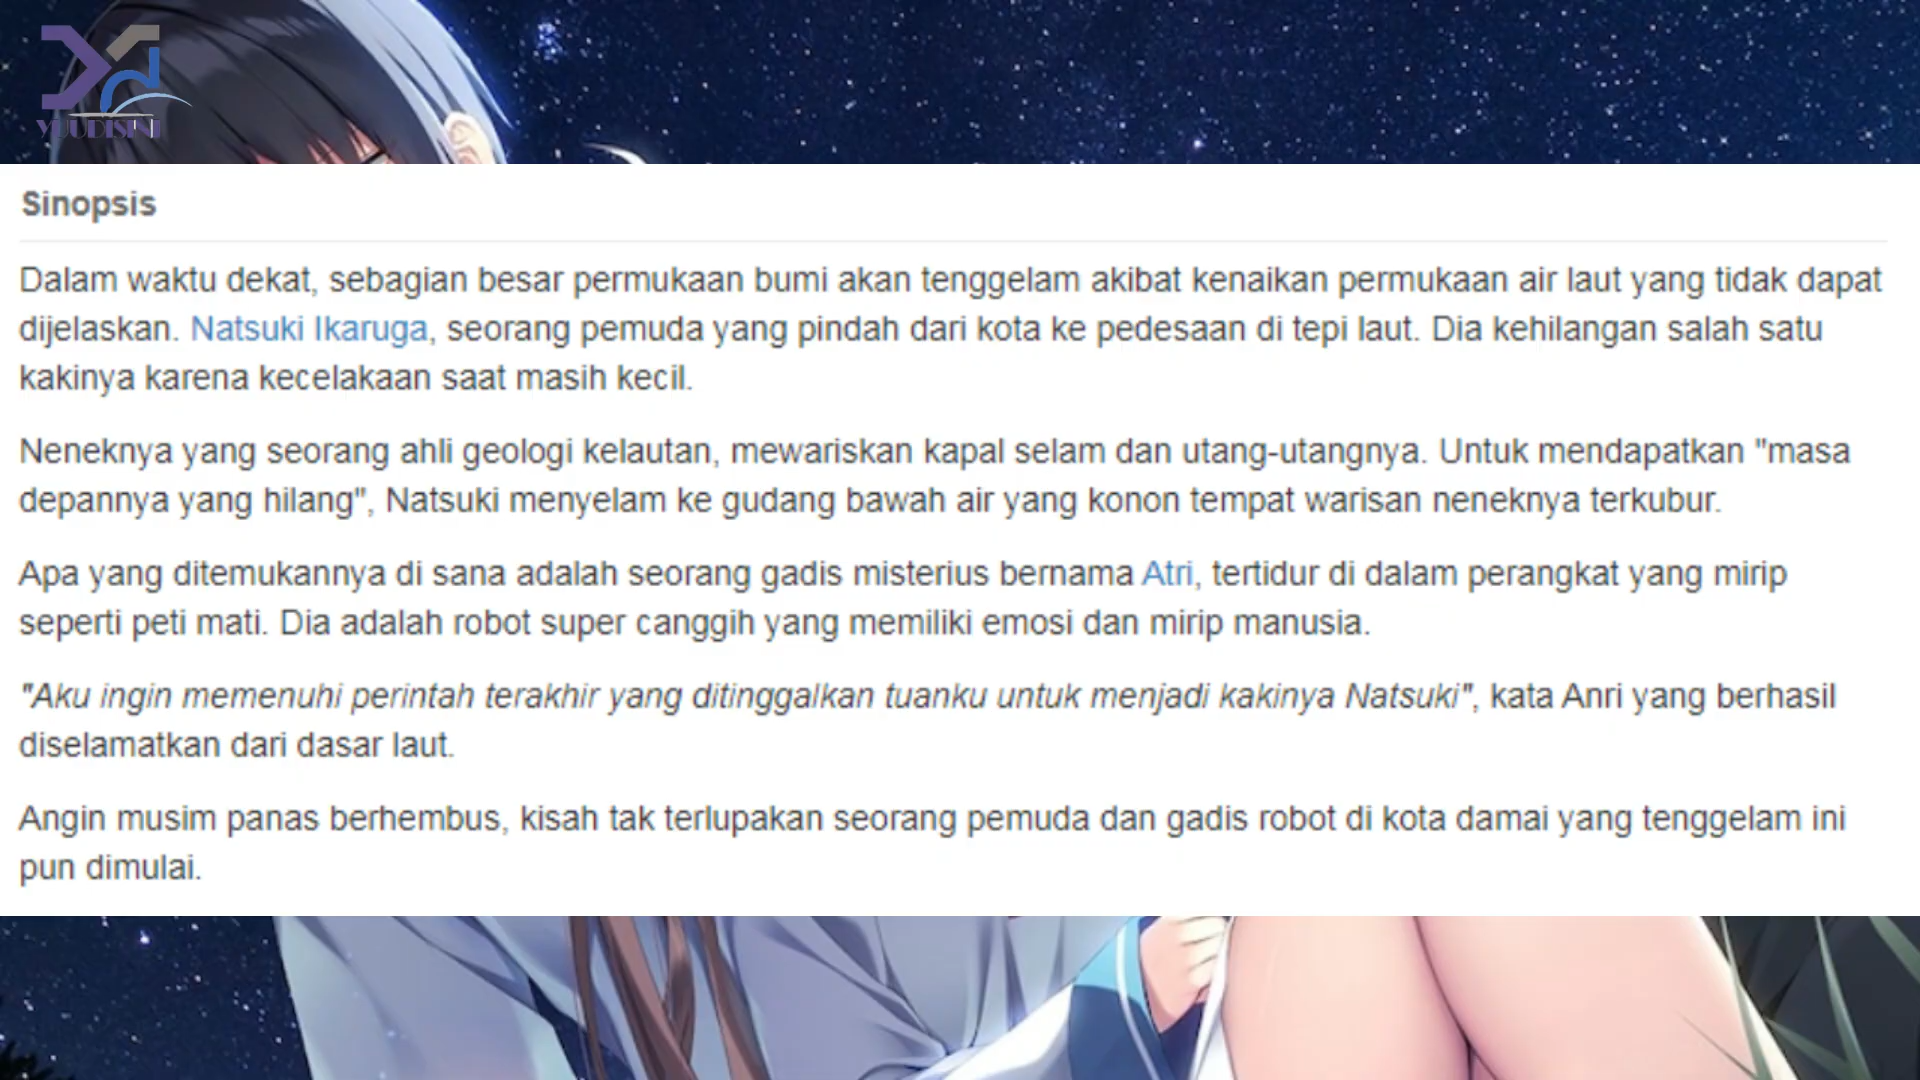 YUUDISINI
Sinopsis
Dalam waktu dekat, sebagian besar permukaan bumi akan tenggelam akibat kenaikan permukaan air laut yang tidak dapat
dijelaskan. Natsuki Ikaruga, seorang pemuda yang pindah dari kota ke pedesaan di tepi laut. Dia kehilangan salah satu
kakinya karena kecelakaan saat masih kecil.
Neneknya yang seorang ahli geologi kelautan, mewariskan kapal selam dan utang-utangnya. Untuk mendapatkan "masa
depannya yang hilang", Natsuki menyelam ke gudang bawah air yang konon tempat warisan neneknya terkubur.
Apa yang ditemukannya di sana adalah seorang gadis misterius bernama Atri, tertidur di dalam perangkat yang mirip
seperti peti mati. Dia adalah robot super canggih yang memiliki emosi dan mirip manusia.
"Aku ingin memenuhi perintah terakhir yang ditinggalkan tuanku untuk menjadi kakinya Natsuki", kata Anri yang berhasil
diselamatkan dari dasar laut.
Angin musim panas berhembus, kisah tak terlupakan seorang pemuda dan gadis robot di kota damai yang tenggelam ini
pun dimulai.